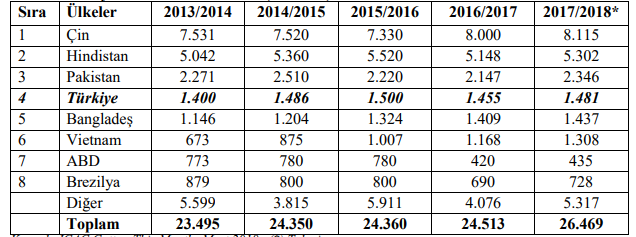 Sıra Ülkeler 2013/2014 2014/2015 2015/2016 2016/2017 2017/2018*
1 Çin 7.531 7.520 7.330 8.000 8.115
2 Hindistan 5.042 5.360 5.520 5.148 5.302
3 Pakistan 2.271 2.510 2.220 2.147 2.346
4 Türkiye 1.400 1.486 1.500 1.455 1.481
5 Bangladeş 1.146 1.204 1.324 1.409 1.437
6 Vietnam 673 875 1.007 1.168 1.308
7 ABD 773 780 780 420 435
8 Brezilya 879 800 800 690 728
Diğer 5.599 3.815 5.911 4.076 5.317
Toplam 23.495 24.350 24.360 24.513 26.469